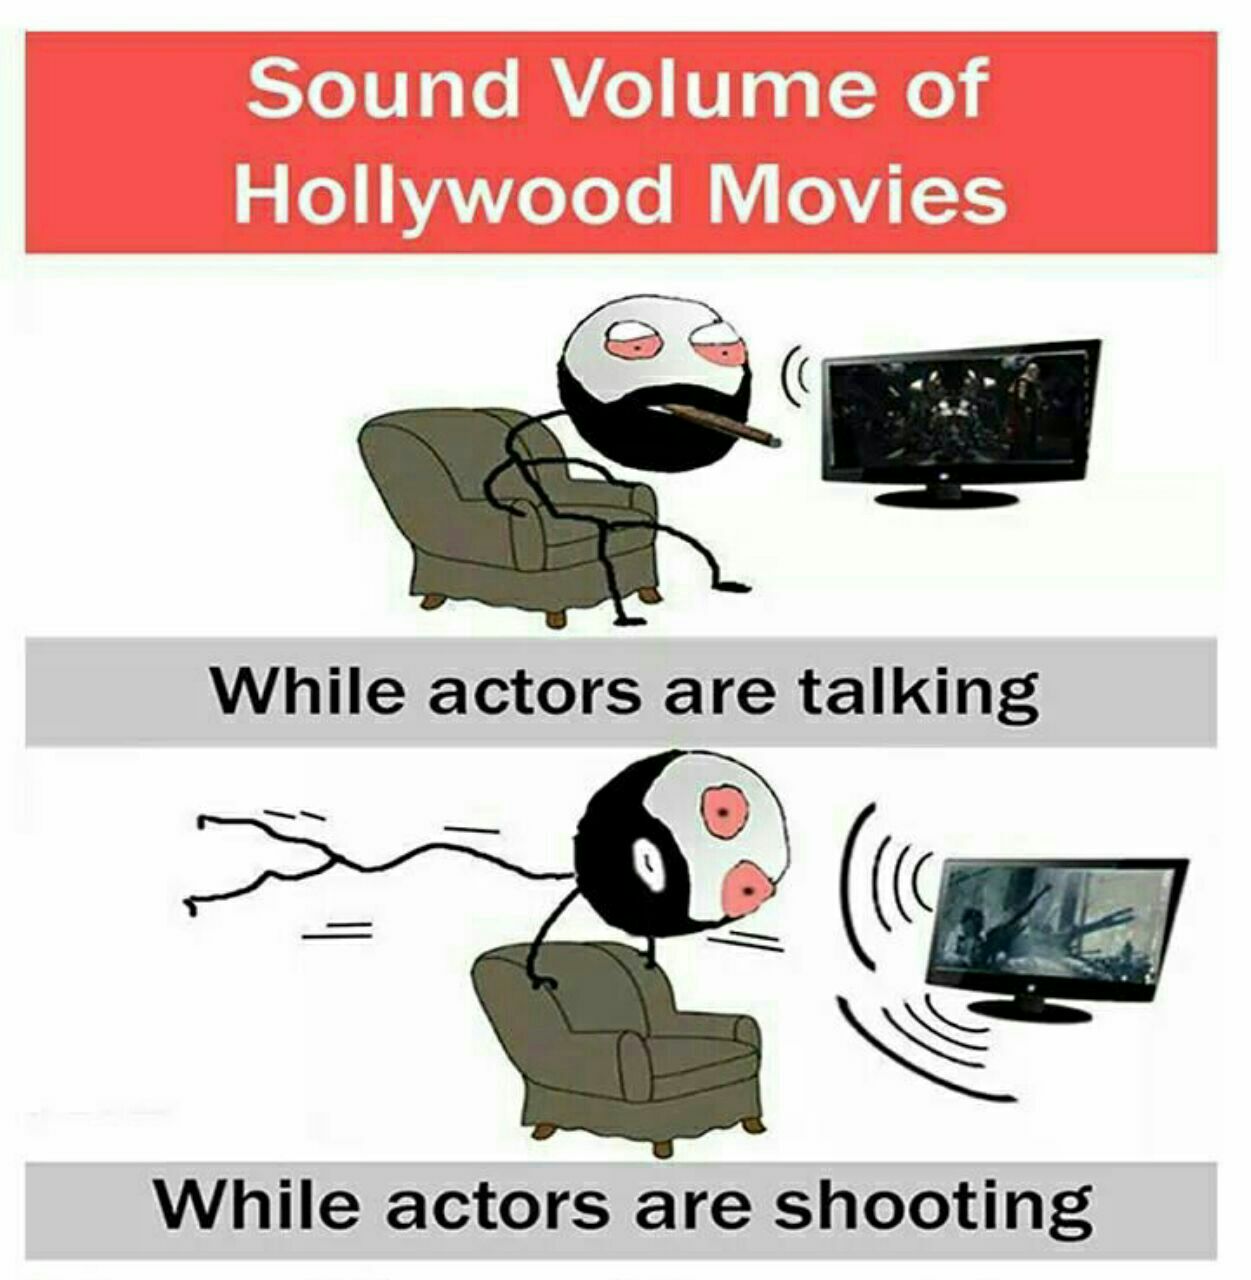 Sound Volume of
Hollywood Movies
While actors are talking
While actors are shooting